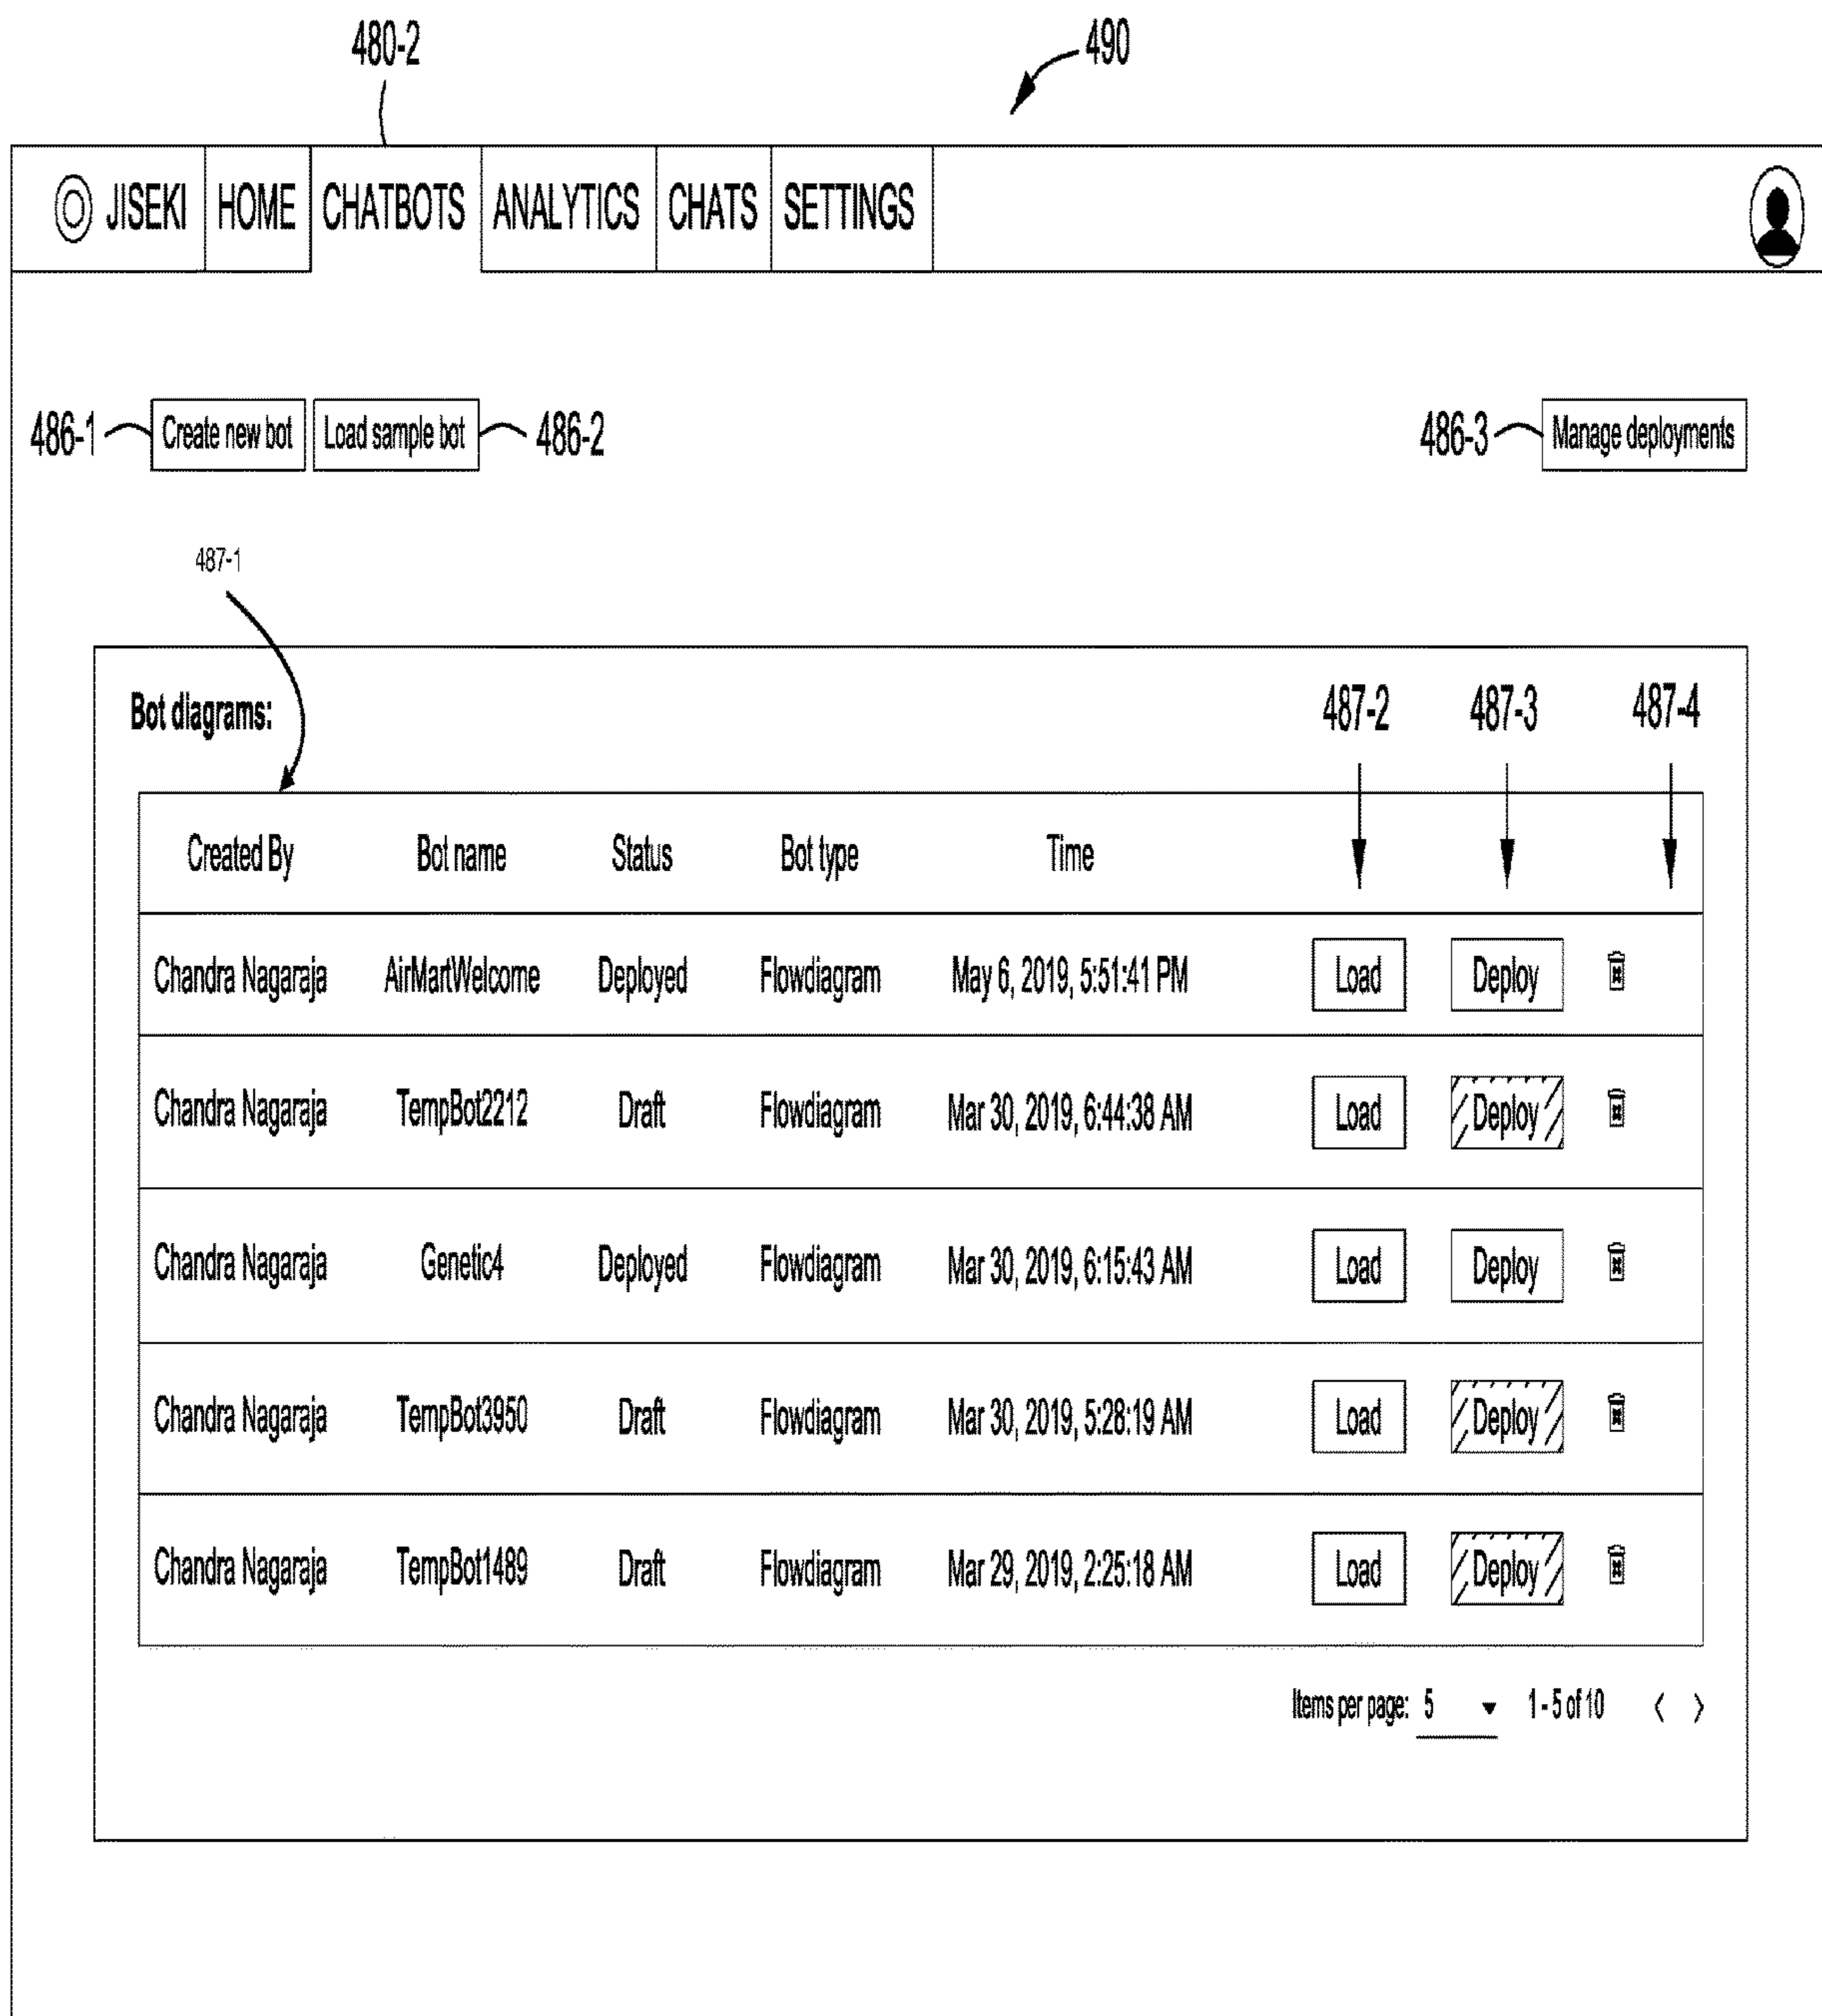 480-2
490
JISEKI HOME CHATBOTS ANALYTICS CHATS SETTINGS
486-1 Create new bot Load sample bot 486-2 486-3 Manage deployments
487-1
Bot diagrams: 487-2 487-3 487-4
Created By Bot name Status Bot type Time
Chandra Nagaraja AirMartWelcome Deployed Flowdiagram May 6, 2019, 5:51:41 PM Load Deploy
Chandra Nagaraja TempBot2212 Draft Flowdiagram Mar 30, 2019, 6:44:38 AM Load Deploy
Chandra Nagaraja Genetic4 Deployed Flowdiagram Mar 30, 2019, 6:15:43 AM Load Deploy
Chandra Nagaraja TempBot3950 Draft Flowdiagram Mar 30, 2019, 5:28:19 AM Load Deploy
Chandra Nagaraja TempBot1489 Draft Flowdiagram Mar 29, 2019, 2:25:18 AM Load Deploy
Items per page: 5 1 - 5 of 10 < >